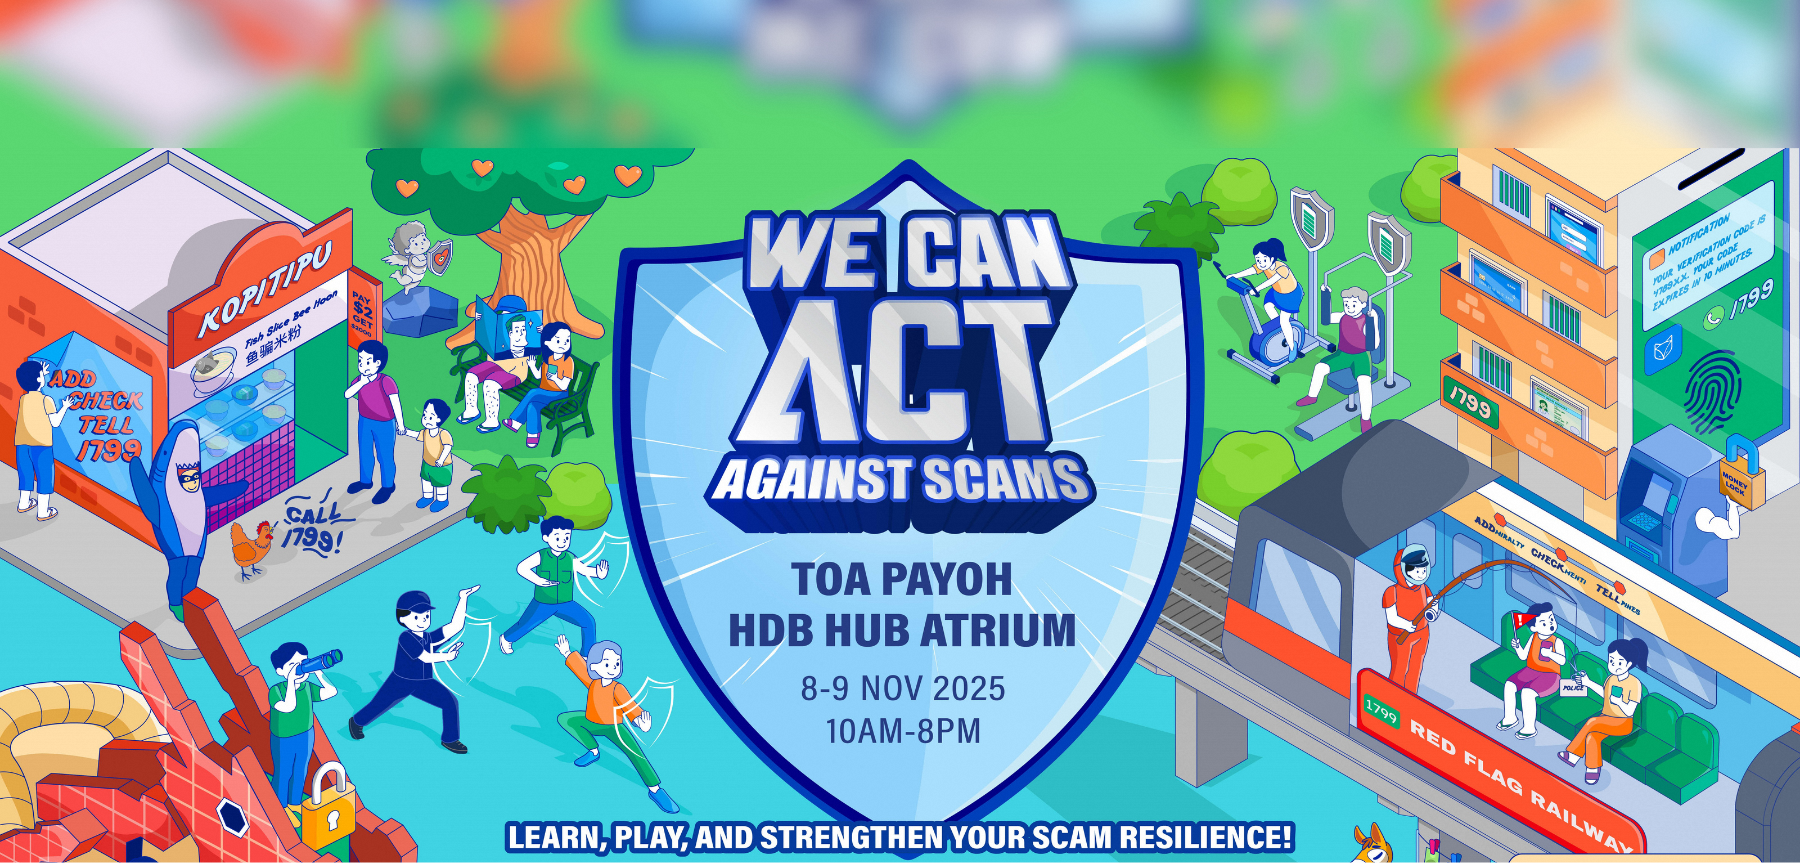 WE CAN
ACT
AGAINST SCAMS
TOA PAYOH
HDB HUB ATRIUM
8-9 NOV 2025
10AM-8PM
LEARN, PLAY, AND STRENGTHEN YOUR SCAM RESILIENCE!
KOPITIPU
Fish Slice Bee Hoon
鱼骗米粉
PAY
$2
GET
$2000
ADD
CHECK
TELL
1799
CALL
1799!
NOTIFICATION
YOUR VERIFICATION CODE IS
1799XX. YOUR CODE
EXPIRES IN 10 MINUTES.
1799
1799
MONEY
LOCK
ADDMIRALTY
CHECKMENTI
TELLPINES
POLICE
1799
RED FLAG RAILWAY